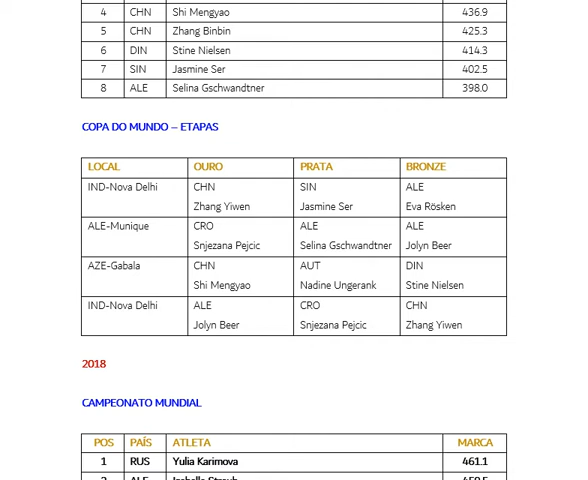 4 CHN Shi Mengyao 436.9
5 CHN Zhang Binbin 425.3
6 DIN Stine Nielsen 414.3
7 SIN Jasmine Ser 402.5
8 ALE Selina Gschwandtner 398.0
COPA DO MUNDO – ETAPAS
LOCAL OURO PRATA BRONZE
IND-Nova Delhi CHN SIN ALE
Zhang Yiwen Jasmine Ser Eva Rösken
ALE-Munique CRO ALE ALE
Snjezana Pejcic Selina Gschwandtner Jolyn Beer
AZE-Gabala CHN AUT DIN
Shi Mengyao Nadine Ungerank Stine Nielsen
IND-Nova Delhi ALE CRO CHN
Jolyn Beer Snjezana Pejcic Zhang Yiwen
2018
CAMPEONATO MUNDIAL
POS PAÍS ATLETA MARCA
1 RUS Yulia Karimova 461.1